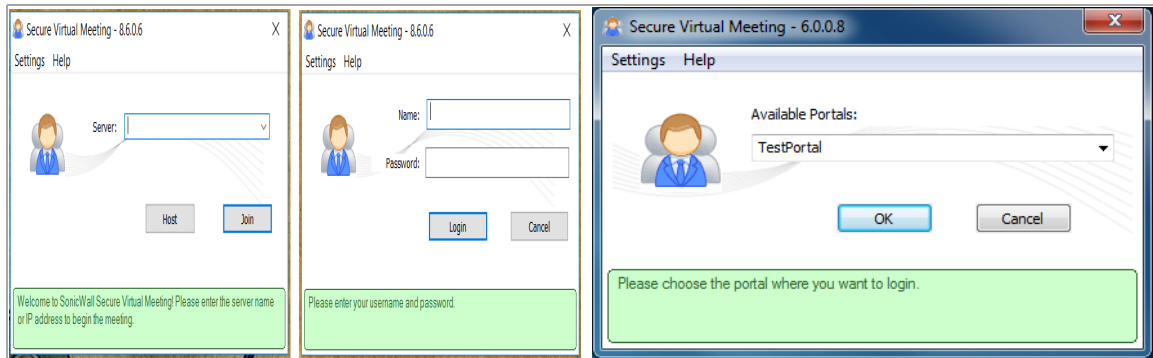 Secure Virtual Meeting - 8.6.0.6
Settings Help
Server:
Host Join
Welcome to SonicWall Secure Virtual Meeting! Please enter the server name
or IP address to begin the meeting.
Secure Virtual Meeting - 8.6.0.6
Settings Help
Name:
Password:
Login Cancel
Please enter your username and password.
Secure Virtual Meeting - 6.0.0.8
Settings Help
Available Portals:
TestPortal
OK Cancel
Please choose the portal where you want to login.